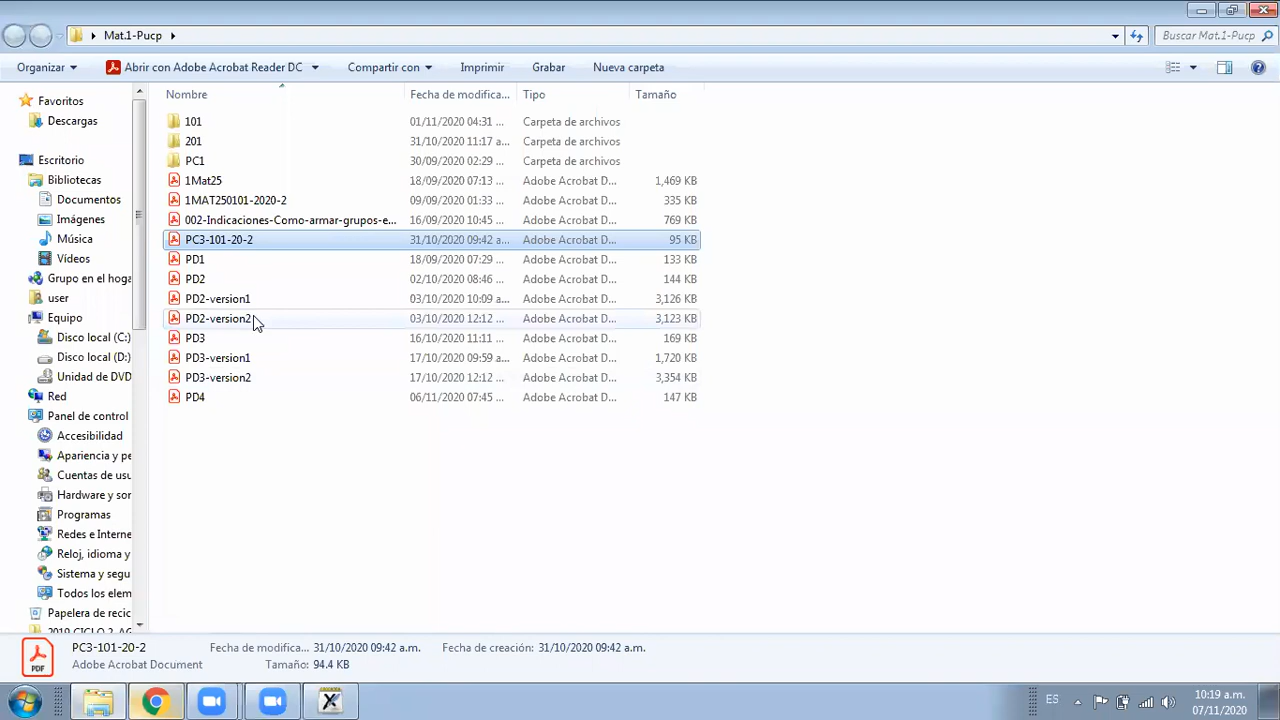 Mat.1-Pucp
Buscar Mat.1-Pucp
Organizar
Abrir con Adobe Acrobat Reader DC
Compartir con
Imprimir
Grabar
Nueva carpeta
Nombre
Fecha de modifica...
Tipo
Tamaño
101 01/11/2020 04:31 ... Carpeta de archivos
201 31/10/2020 11:17 a... Carpeta de archivos
PC1 30/09/2020 02:29 ... Carpeta de archivos
1Mat25 18/09/2020 07:13 ... Adobe Acrobat D... 1,469 KB
1MAT250101-2020-2 09/09/2020 01:33 ... Adobe Acrobat D... 335 KB
002-Indicaciones-Como-armar-grupos-e... 16/09/2020 10:45 ... Adobe Acrobat D... 769 KB
PC3-101-20-2 31/10/2020 09:42 a... Adobe Acrobat D... 95 KB
PD1 18/09/2020 07:29 ... Adobe Acrobat D... 133 KB
PD2 02/10/2020 08:46 ... Adobe Acrobat D... 144 KB
PD2-version1 03/10/2020 10:09 a... Adobe Acrobat D... 3,126 KB
PD2-version2 03/10/2020 12:12 ... Adobe Acrobat D... 3,123 KB
PD3 16/10/2020 11:11 ... Adobe Acrobat D... 169 KB
PD3-version1 17/10/2020 09:59 a... Adobe Acrobat D... 1,720 KB
PD3-version2 17/10/2020 12:12 ... Adobe Acrobat D... 3,354 KB
PD4 06/11/2020 07:45 ... Adobe Acrobat D... 147 KB
Favoritos
Descargas
Escritorio
Bibliotecas
Documentos
Imágenes
Música
Vídeos
Grupo en el hoga
user
Equipo
Disco local (C:)
Disco local (D:)
Unidad de DVD
Red
Panel de control
Accesibilidad
Apariencia y pe
Cuentas de usu
Hardware y son
Programas
Redes e Interne
Reloj, idioma y
Sistema y segu
Todos los elem
Papelera de recic
PC3-101-20-2
Adobe Acrobat Document
Fecha de modifica... 31/10/2020 09:42 a.m.
Tamaño: 94.4 KB
Fecha de creación: 31/10/2020 09:42 a.m.
PDF
ES
10:19 a.m.
07/11/2020